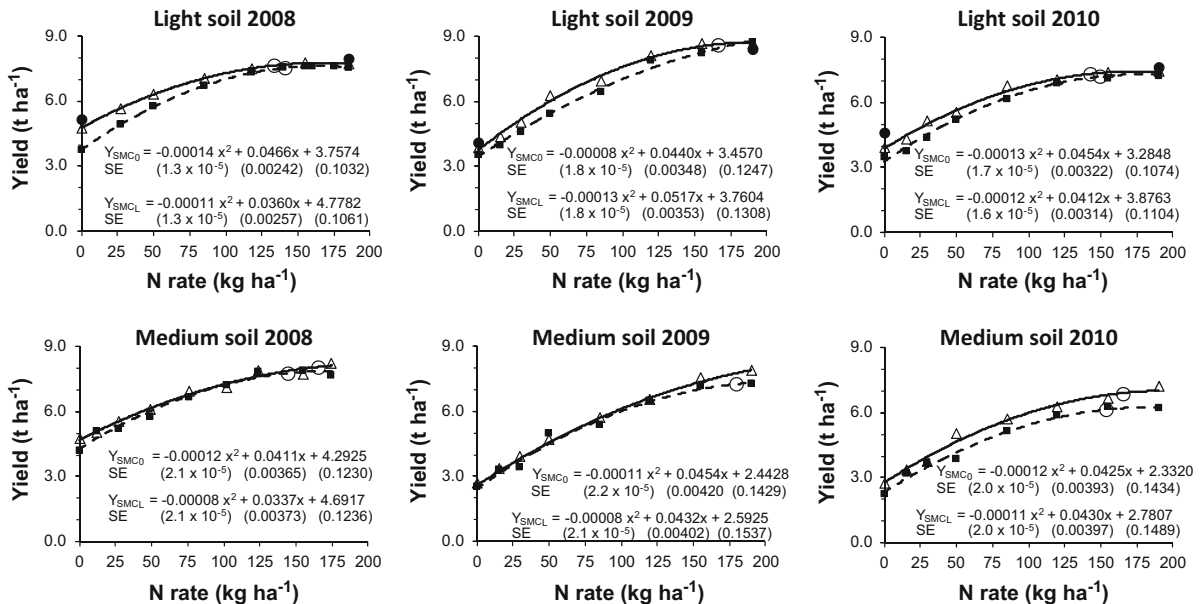 Light soil 2008
Yield (t ha-1)
9.0
6.0
3.0
0.0
YSMC0 = -0.00014 x2 + 0.0466x + 3.7574
SE (1.3 x 10-5) (0.00242) (0.1032)
YSMCL = -0.00011 x2 + 0.0360x + 4.7782
SE (1.3 x 10-5) (0.00257) (0.1061)
0 25 50 75 100 125 150 175 200
N rate (kg ha-1)
Light soil 2009
Yield (t ha-1)
9.0
6.0
3.0
0.0
YSMC0 = -0.00008 x2 + 0.0440x + 3.4570
SE (1.8 x 10-5) (0.00348) (0.1247)
YSMCL = -0.00013 x2 + 0.0517x + 3.7604
SE (1.8 x 10-5) (0.00353) (0.1308)
0 25 50 75 100 125 150 175 200
N rate (kg ha-1)
Light soil 2010
Yield (t ha-1)
9.0
6.0
3.0
0.0
YSMC0 = -0.00013 x2 + 0.0454x + 3.2848
SE (1.7 x 10-5) (0.00322) (0.1074)
YSMCL = -0.00012 x2 + 0.0412x + 3.8763
SE (1.6 x 10-5) (0.00314) (0.1104)
0 25 50 75 100 125 150 175 200
N rate (kg ha-1)
Medium soil 2008
Yield (t ha-1)
9.0
6.0
3.0
0.0
YSMC0 = -0.00012 x2 + 0.0411x + 4.2925
SE (2.1 x 10-5) (0.00365) (0.1230)
YSMCL = -0.00008 x2 + 0.0337x + 4.6917
SE (2.1 x 10-5) (0.00373) (0.1236)
0 25 50 75 100 125 150 175 200
N rate (kg ha-1)
Medium soil 2009
Yield (t ha-1)
9.0
6.0
3.0
0.0
YSMC0 = -0.00011 x2 + 0.0454x + 2.4428
SE (2.2 x 10-5) (0.00420 (0.1429)
YSMCL = -0.00008 x2 + 0.0432x + 2.5925
SE (2.1 x 10-5) (0.00402) (0.1537)
0 25 50 75 100 125 150 175 200
N rate (kg ha-1)
Medium soil 2010
Yield (t ha-1)
9.0
6.0
3.0
0.0
YSMC0 = -0.00012 x2 + 0.0425x + 2.3320
SE (2.0 x 10-5) (0.00393) (0.1434)
YSMCL = -0.00011 x2 + 0.0430x + 2.7807
SE (2.0 x 10-5) (0.00397) (0.1489)
0 25 50 75 100 125 150 175 200
N rate (kg ha-1)